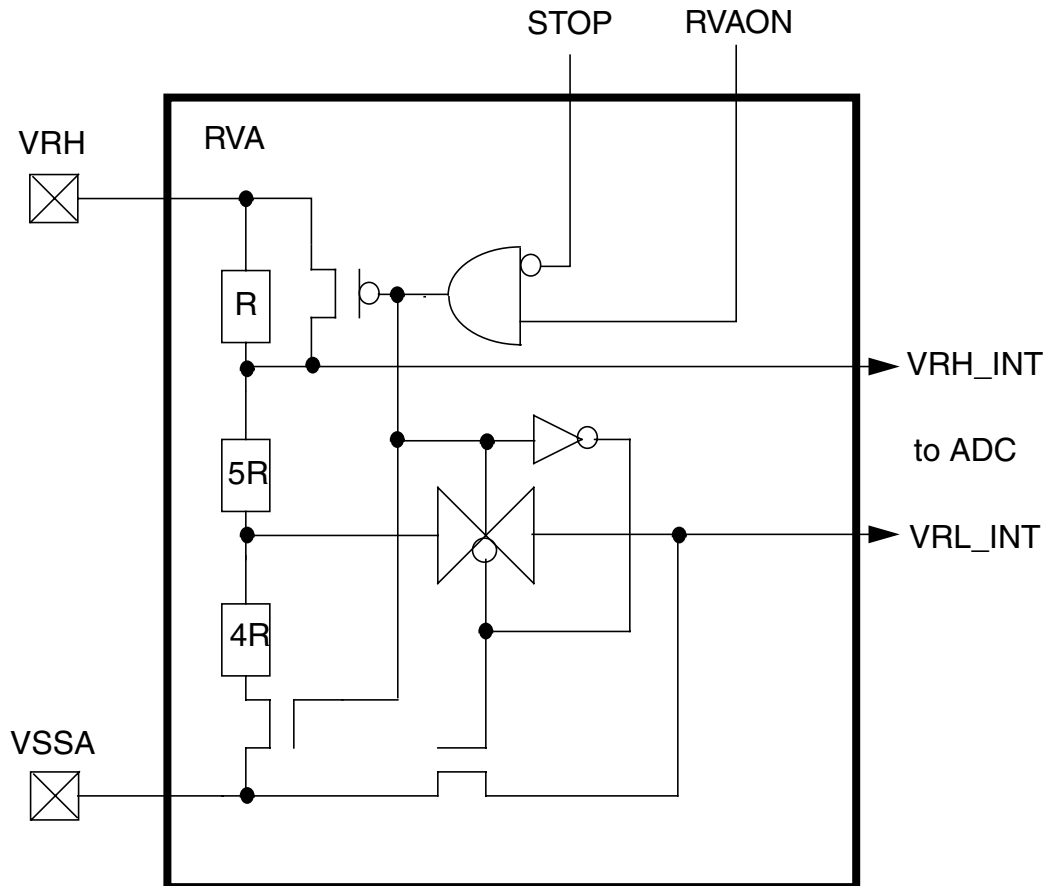 STOP
RVAON
VRH
RVA
R
VRH_INT
5R
to ADC
VRL_INT
4R
VSSA